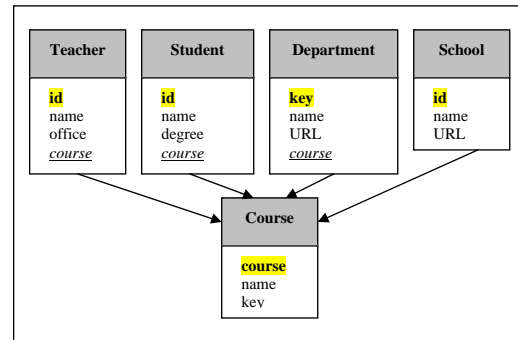 Teacher
id
name
office
course
Student
id
name
degree
course
Department
key
name
URL
course
School
id
name
URL
Course
course
name
key